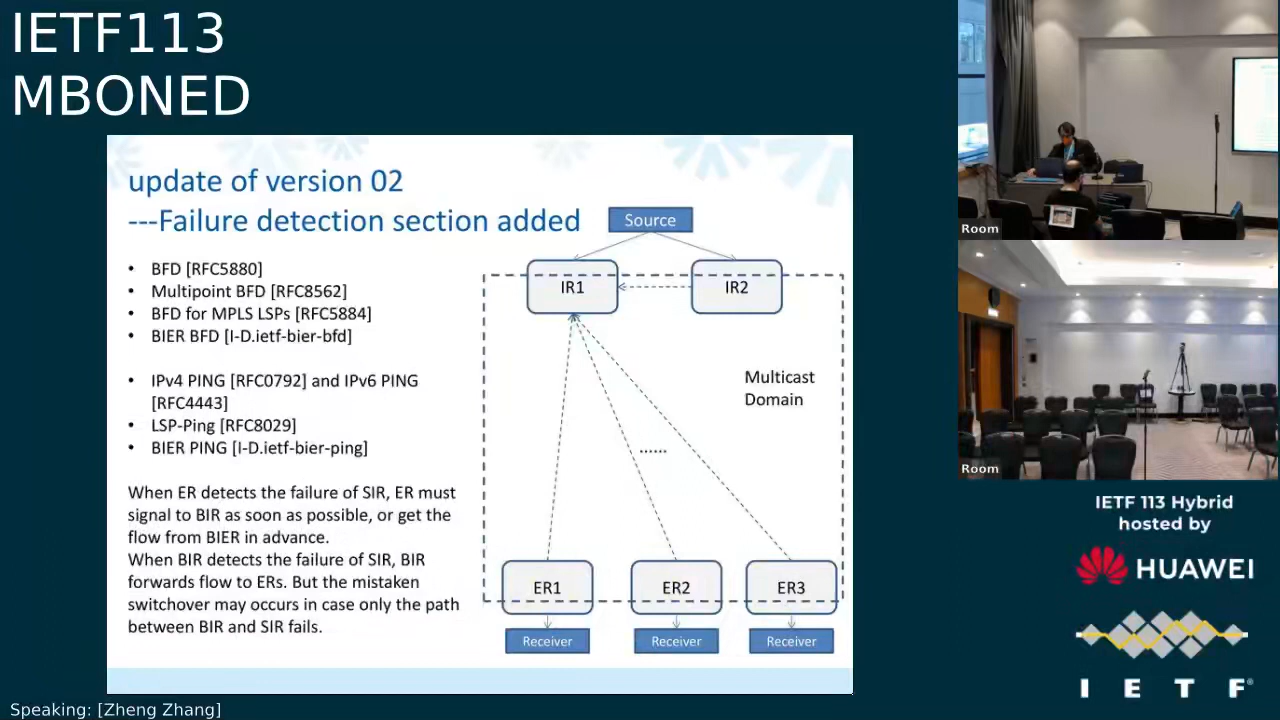 IETF113
MBONED
update of version 02
---Failure detection section added
• BFD [RFC5880]
• Multipoint BFD [RFC8562]
• BFD for MPLS LSPs [RFC5884]
• BIER BFD [I-D.ietf-bier-bfd]
• IPv4 PING [RFC0792] and IPv6 PING
[RFC4443]
• LSP-Ping [RFC8029]
• BIER PING [I-D.ietf-bier-ping]
When ER detects the failure of SIR, ER must
signal to BIR as soon as possible, or get the
flow from BIER in advance.
When BIR detects the failure of SIR, BIR
forwards flow to ERs. But the mistaken
switchover may occurs in case only the path
between BIR and SIR fails.
Source
IR1
IR2
Multicast
Domain
......
ER1
ER2
ER3
Receiver
Receiver
Receiver
Room
Room
IETF 113 Hybrid
hosted by
HUAWEI
I E T F®
Speaking: [Zheng Zhang]